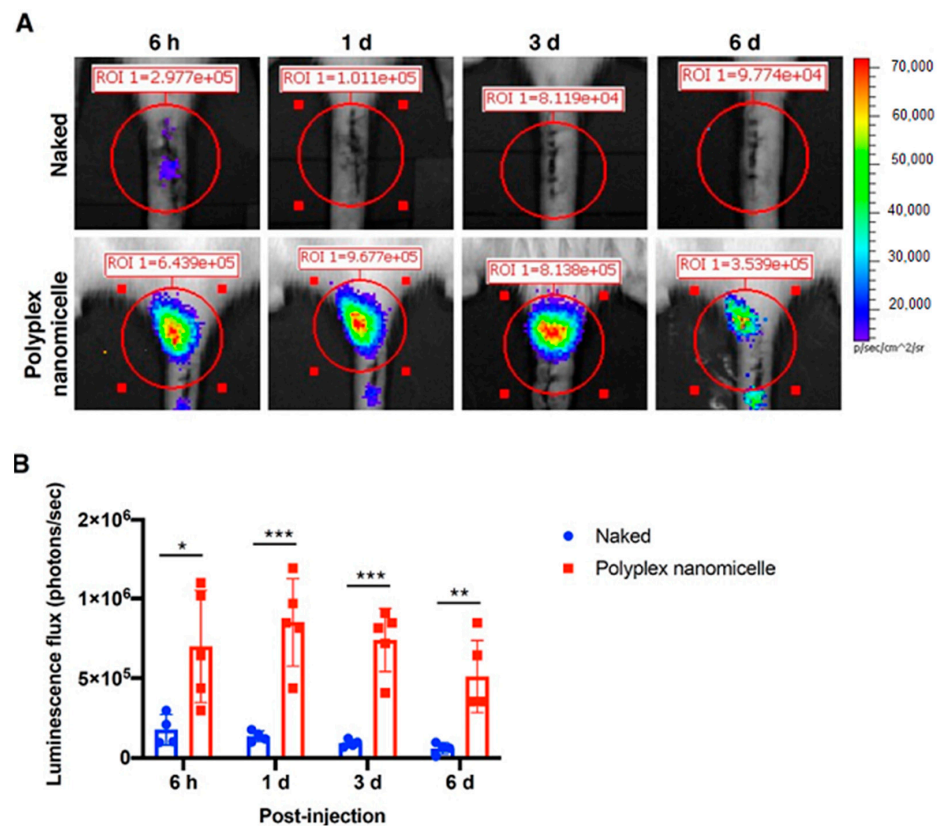 A
6 h 1 d 3 d 6 d
Naked
ROI 1=2.977e+05
ROI 1=1.011e+05
ROI 1=8.119e+04
ROI 1=9.774e+04
Polyplex
nanomicelle
ROI 1=6.439e+05
ROI 1=9.677e+05
ROI 1=8.138e+05
ROI 1=3.539e+05
70,000
60,000
50,000
40,000
30,000
20,000
p/sec/cm^2/sr
B
Luminescence flux (photons/sec)
2×10⁶
1×10⁶
5×10⁵
0
* *** *** **
6 h 1 d 3 d 6 d
Post-injection
Naked
Polyplex nanomicelle